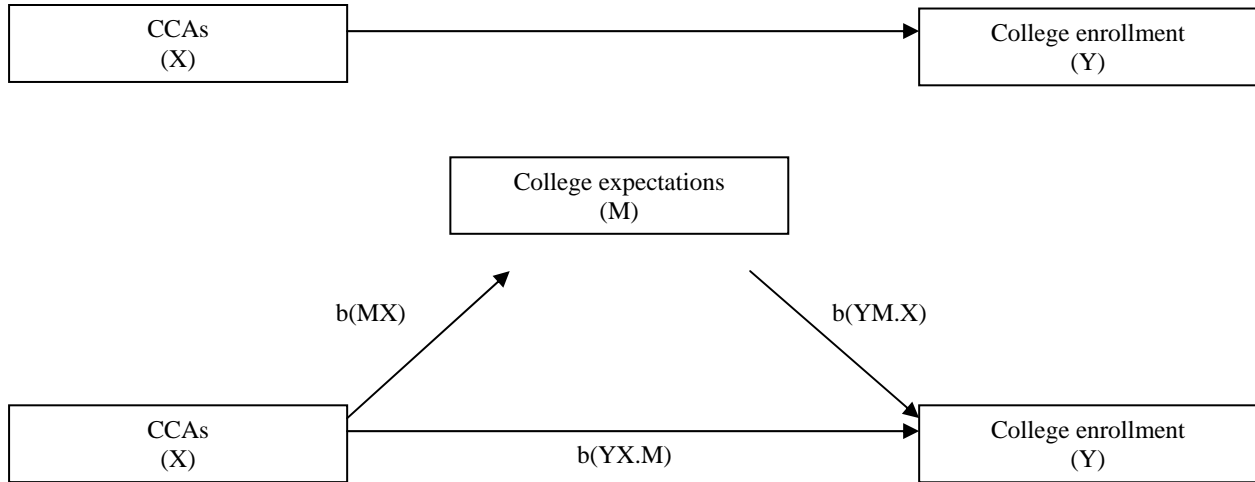 CCAs
(X)
College enrollment
(Y)
College expectations
(M)
b(MX)
b(YM.X)
CCAs
(X)
b(YX.M)
College enrollment
(Y)